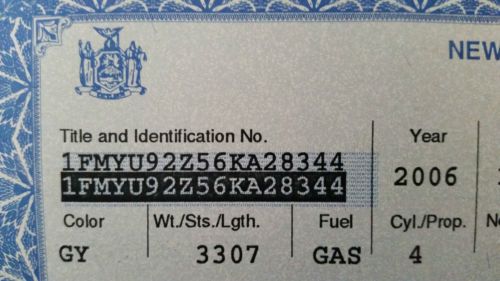 NEW
Title and Identification No.
Year
1FMYU92Z56KA28344
1FMYU92Z56KA28344
2006
Color
Wt./Sts./Lgth.
Fuel
Cyl./Prop.
GY
3307
GAS
4